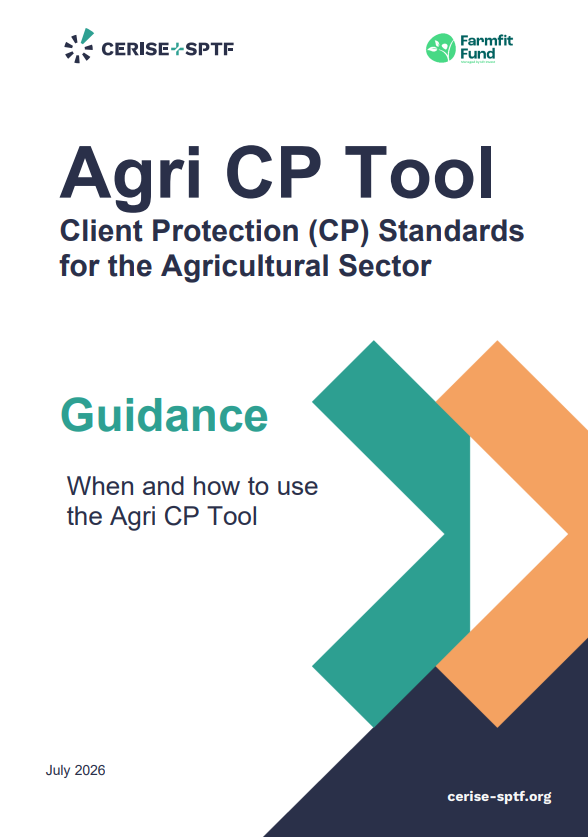 CERISE+SPTF
Farmfit
Fund
Agri CP Tool
Client Protection (CP) Standards
for the Agricultural Sector
Guidance
When and how to use
the Agri CP Tool
July 2026
cerise-sptf.org